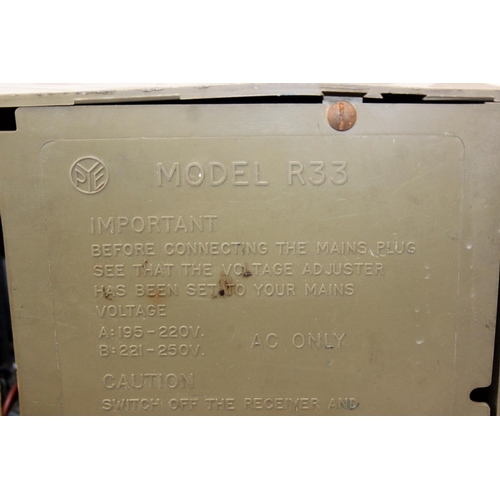 PYE
MODEL R33
IMPORTANT
BEFORE CONNECTING THE MAINS PLUG
SEE THAT THE VOLTAGE ADJUSTER
HAS BEEN SET TO YOUR MAINS
VOLTAGE
A:195-220V.
B:221-250V. AC ONLY
CAUTION
SWITCH OFF THE RECEIVER AND